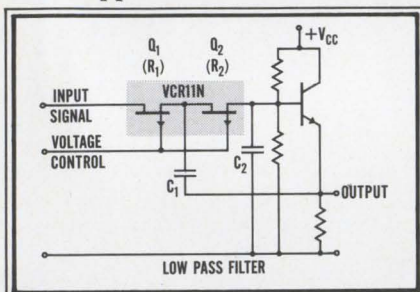 Q1 Q2
(R1) (R2)
+VCC
VCR11N
INPUT
SIGNAL
VOLTAGE
CONTROL
C1
C2
OUTPUT
LOW PASS FILTER